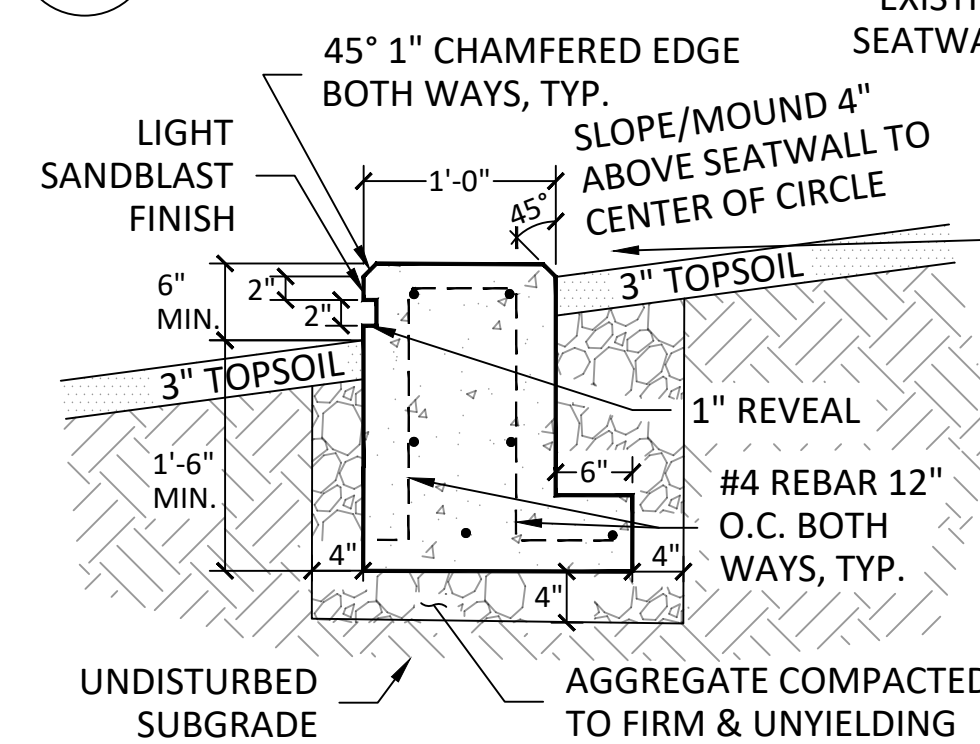 45° 1" CHAMFERED EDGE
BOTH WAYS, TYP.
LIGHT
SANDBLAST
FINISH
SLOPE/MOUND 4"
ABOVE SEATWALL TO
CENTER OF CIRCLE
1'-0"
45°
6"
MIN.
2"
2"
3" TOPSOIL
3" TOPSOIL
1" REVEAL
1'-6"
MIN.
6"
#4 REBAR 12"
O.C. BOTH
WAYS, TYP.
4"
4"
4"
UNDISTURBED
SUBGRADE
AGGREGATE COMPACTED
TO FIRM & UNYIELDING